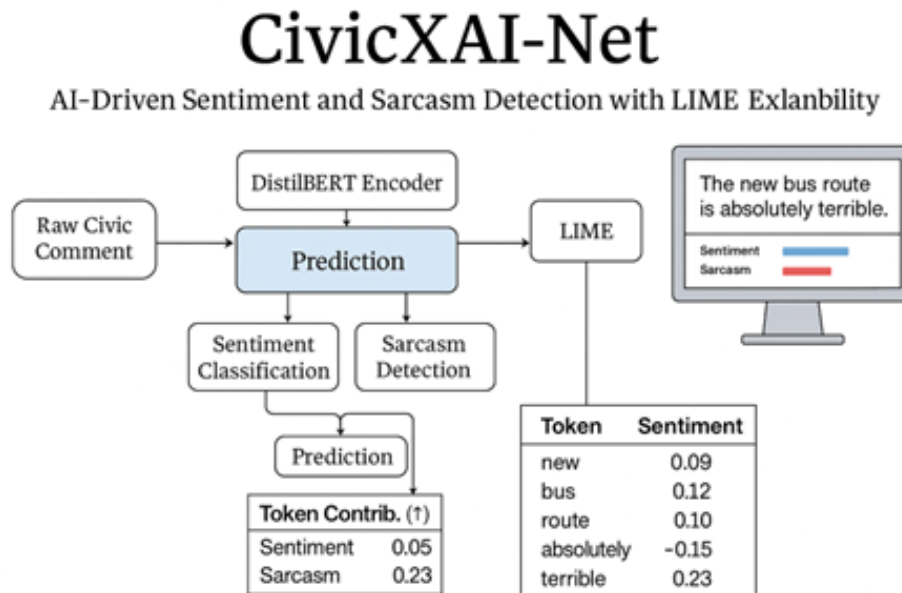 CivicXAI-Net
AI-Driven Sentiment and Sarcasm Detection with LIME Exlanbility
DistilBERT Encoder
Raw Civic
Comment
Prediction
LIME
Sentiment
Classification
Sarcasm
Detection
Prediction
Token Contrib. (↑)
Sentiment 0.05
Sarcasm 0.23
The new bus route
is absolutely terrible.
Sentiment
Sarcasm
Token Sentiment
new 0.09
bus 0.12
route 0.10
absolutely −0.15
terrible 0.23